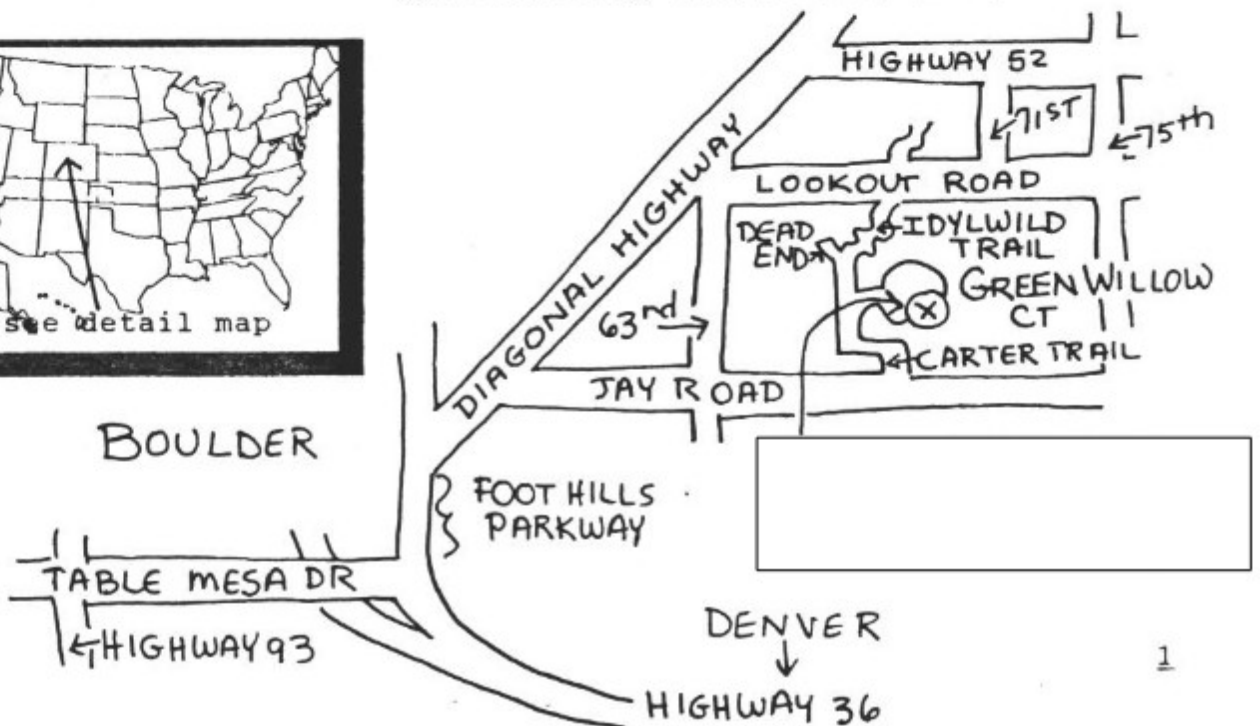 HIGHWAY 52
71ST
75th
DIAGONAL HIGHWAY
LOOKOUT ROAD
DEAD
END
IDYLWILD
TRAIL
GREEN WILLOW
CT
63nd
see detail map
CARTER TRAIL
JAY ROAD
BOULDER
FOOT HILLS
PARKWAY
TABLE MESA DR
HIGHWAY 93
DENVER
1
HIGHWAY 36